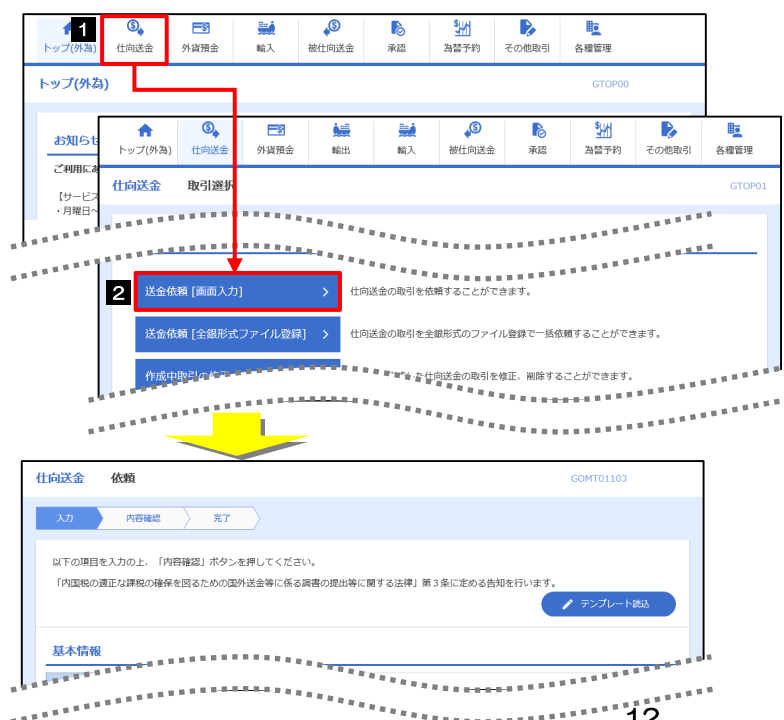 1
トップ(外為) 仕向送金 外貨預金 輸入 被仕向送金 承認 為替予約 その他取引 各種管理
トップ(外為) GTOP00
お知らせ
ご利用にあ
【サービス
・月曜日～
トップ(外為) 仕向送金 外貨預金 輸出 輸入 被仕向送金 承認 為替予約 その他取引 各種管理
仕向送金 取引選択 GTOP01
2
送金依頼 [画面入力] 仕向送金の取引を依頼することができます。
送金依頼 [全銀形式ファイル登録] 仕向送金の取引を全銀形式のファイル登録で一括依頼することができます。
作成中取引の 仕向送金の取引を修正、削除することができます。
仕向送金 依頼 GOMT01103
入力 内容確認 完了
以下の項目を入力の上、「内容確認」ボタンを押してください。
「内国税の適正な課税の確保を図るための国外送金等に係る調書の提出等に関する法律」第３条に定める告知を行います。
テンプレート読込
基本情報
12